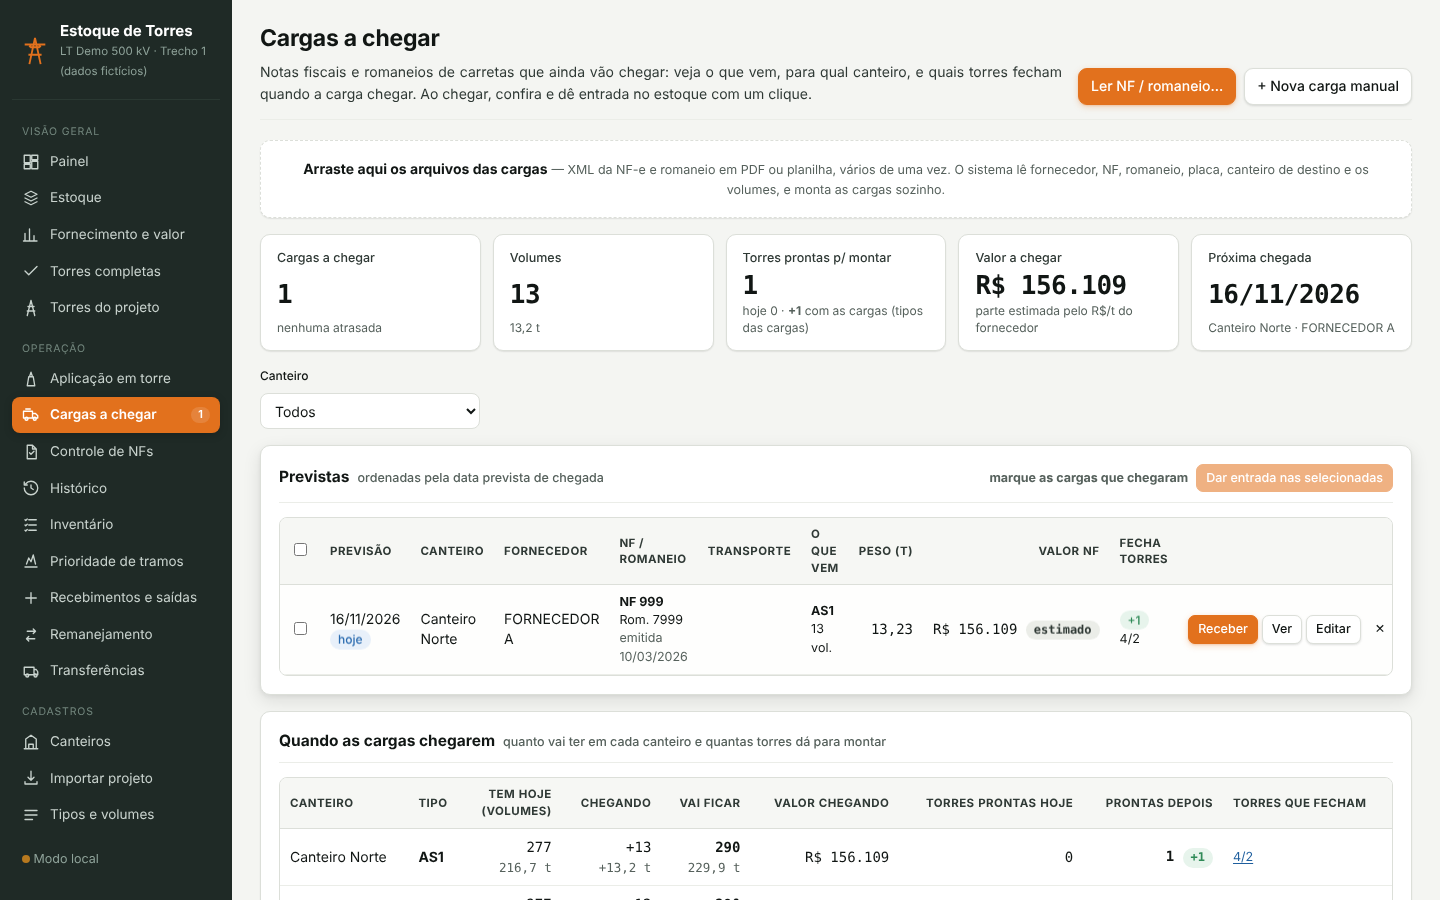 Estoque de Torres
LT Demo 500 kV · Trecho 1
(dados fictícios)
VISÃO GERAL
Painel
Estoque
Fornecimento e valor
Torres completas
Torres do projeto
OPERAÇÃO
Aplicação em torre
Cargas a chegar 1
Controle de NFs
Histórico
Inventário
Prioridade de tramos
Recebimentos e saídas
Remanejamento
Transferências
CADASTROS
Canteiros
Importar projeto
Tipos e volumes
Modo local
Cargas a chegar
Notas fiscais e romaneios de carretas que ainda vão chegar: veja o que vem, para qual canteiro, e quais torres fecham
quando a carga chegar. Ao chegar, confira e dê entrada no estoque com um clique.
Ler NF / romaneio...
+ Nova carga manual
Arraste aqui os arquivos das cargas — XML da NF-e e romaneio em PDF ou planilha, vários de uma vez. O sistema lê fornecedor, NF, romaneio, placa, canteiro de destino e os
volumes, e monta as cargas sozinho.
Cargas a chegar
1
nenhuma atrasada
Volumes
13
13,2 t
Torres prontas p/ montar
1
hoje 0 · +1 com as cargas (tipos
das cargas)
Valor a chegar
R$ 156.109
parte estimada pelo R$/t do
fornecedor
Próxima chegada
16/11/2026
Canteiro Norte · FORNECEDOR A
Canteiro
Todos
Previstas ordenadas pela data prevista de chegada
marque as cargas que chegaram
Dar entrada nas selecionadas
PREVISÃO
CANTEIRO
FORNECEDOR
NF /
ROMANEIO
TRANSPORTE
O
QUE
VEM
PESO (T)
VALOR NF
FECHA
TORRES
16/11/2026
hoje
Canteiro
Norte
FORNECEDOR
A
NF 999
Rom. 7999
emitida
10/03/2026
AS1
13
vol.
13,23
R$ 156.109 estimado
+1
4/2
Receber
Ver
Editar
×
Quando as cargas chegarem quanto vai ter em cada canteiro e quantas torres dá para montar
CANTEIRO
TIPO
TEM HOJE
(VOLUMES)
CHEGANDO
VAI FICAR
VALOR CHEGANDO
TORRES PRONTAS HOJE
PRONTAS DEPOIS
TORRES QUE FECHAM
Canteiro Norte
AS1
277
216,7 t
+13
+13,2 t
290
229,9 t
R$ 156.109
0
1 +1
4/2